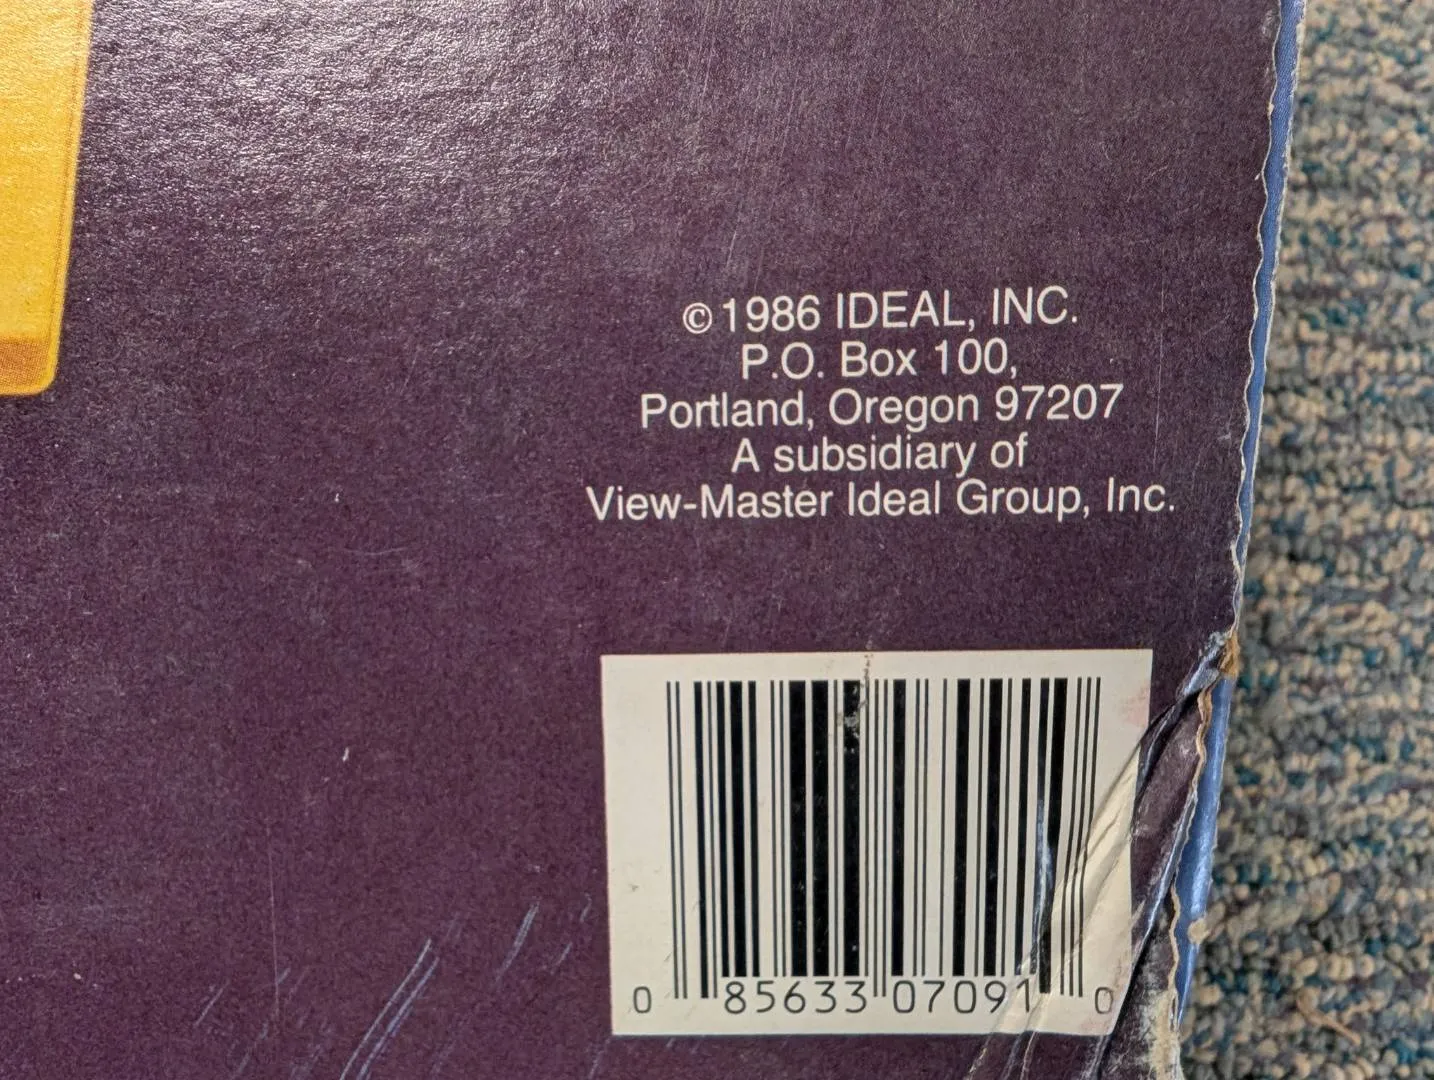 ©1986 IDEAL, INC.
P.O. Box 100,
Portland, Oregon 97207
A subsidiary of
View-Master Ideal Group, Inc.
0 85633 07091 0